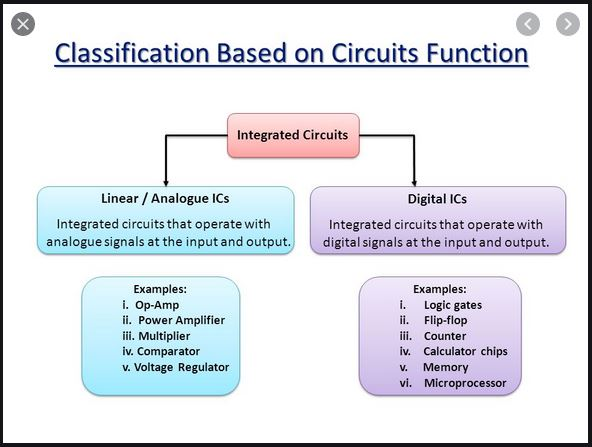 Classification Based on Circuits Function
Integrated Circuits
Linear / Analogue ICs
Integrated circuits that operate with
analogue signals at the input and output.
Digital ICs
Integrated circuits that operate with
digital signals at the input and output.
Examples:
i. Op-Amp
ii. Power Amplifier
iii. Multiplier
iv. Comparator
v. Voltage Regulator
Examples:
i. Logic gates
ii. Flip-flop
iii. Counter
iv. Calculator chips
v. Memory
vi. Microprocessor